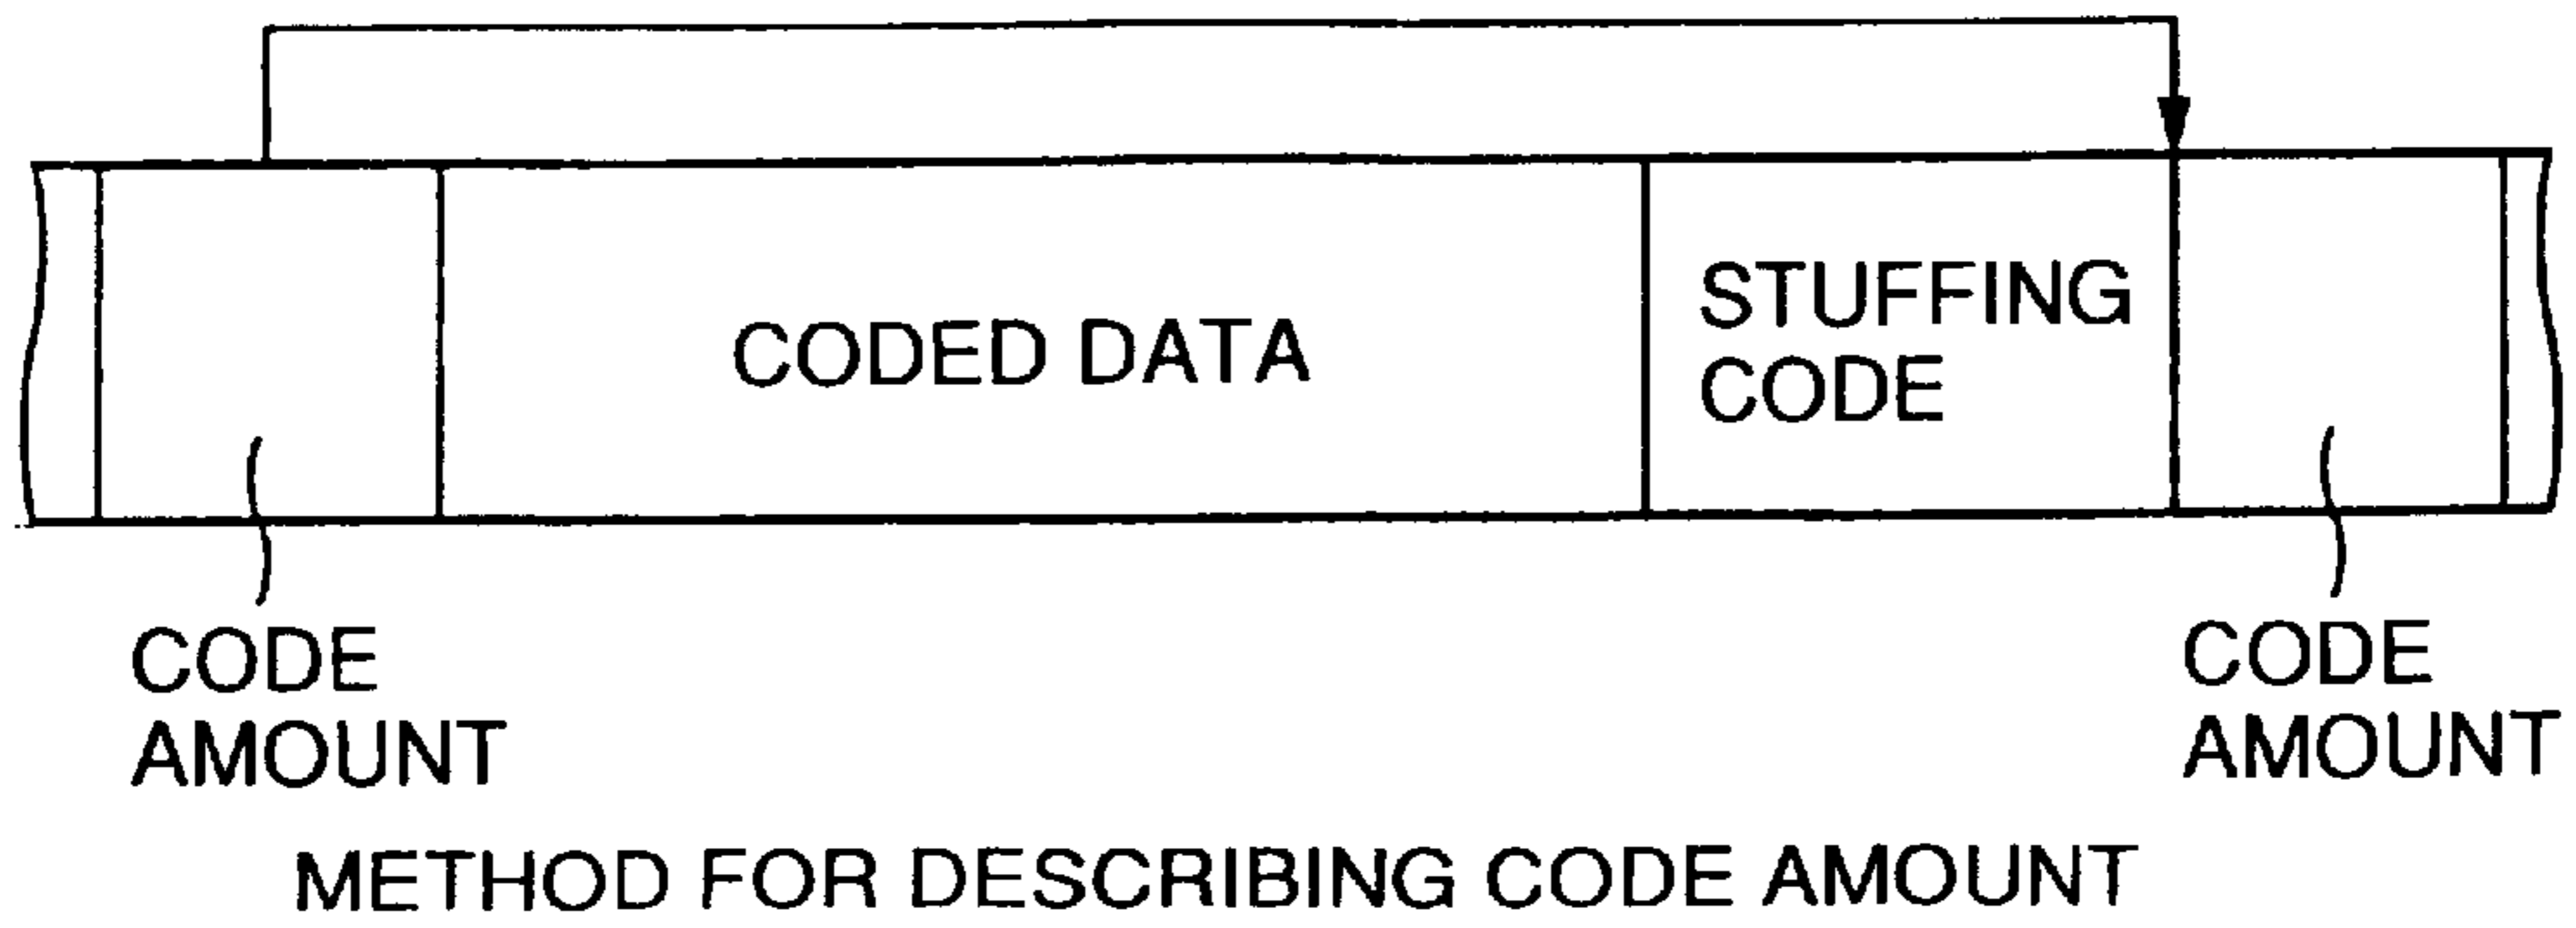 STUFFING
CODE
CODED DATA
CODE
AMOUNT
CODE
AMOUNT
METHOD FOR DESCRIBING CODE AMOUNT